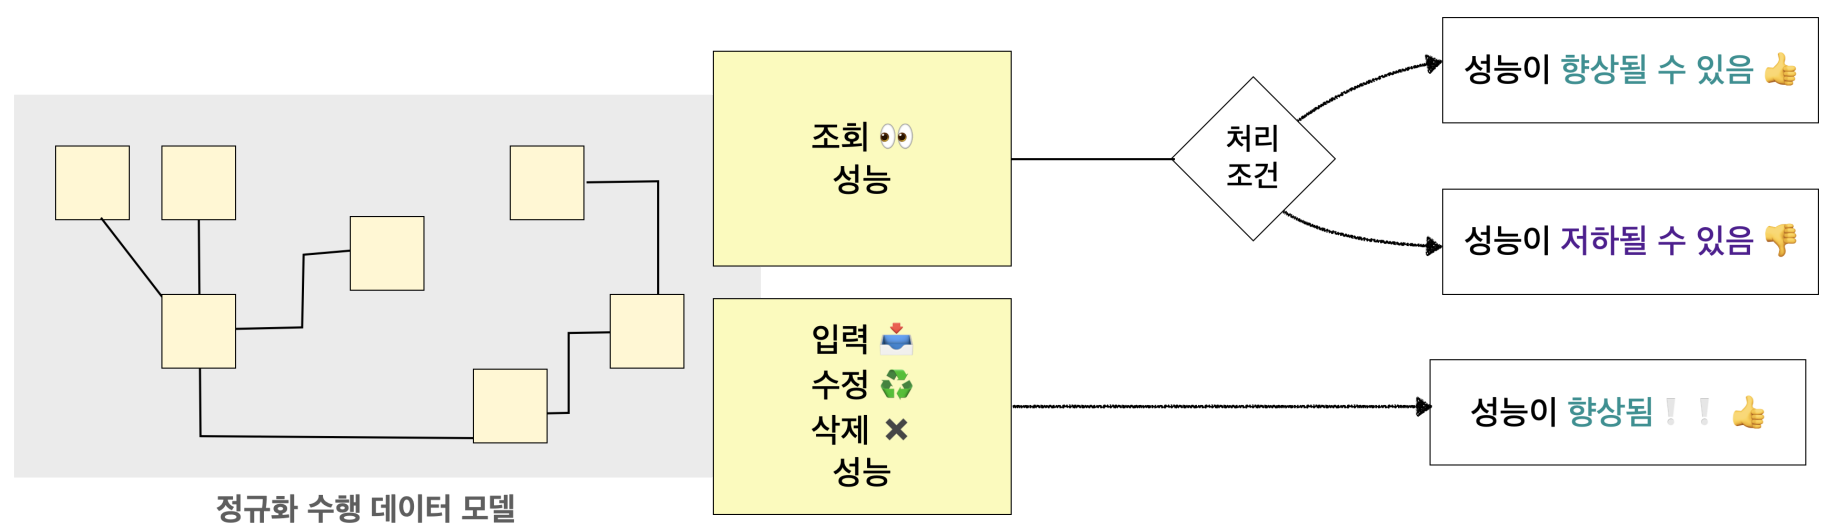 조회 👀
성능
처리
조건
성능이 향상될 수 있음 👍
성능이 저하될 수 있음 👎
입력 📥
수정 ♻️
삭제 ✖️
성능
성능이 향상됨❕❕👍
정규화 수행 데이터 모델